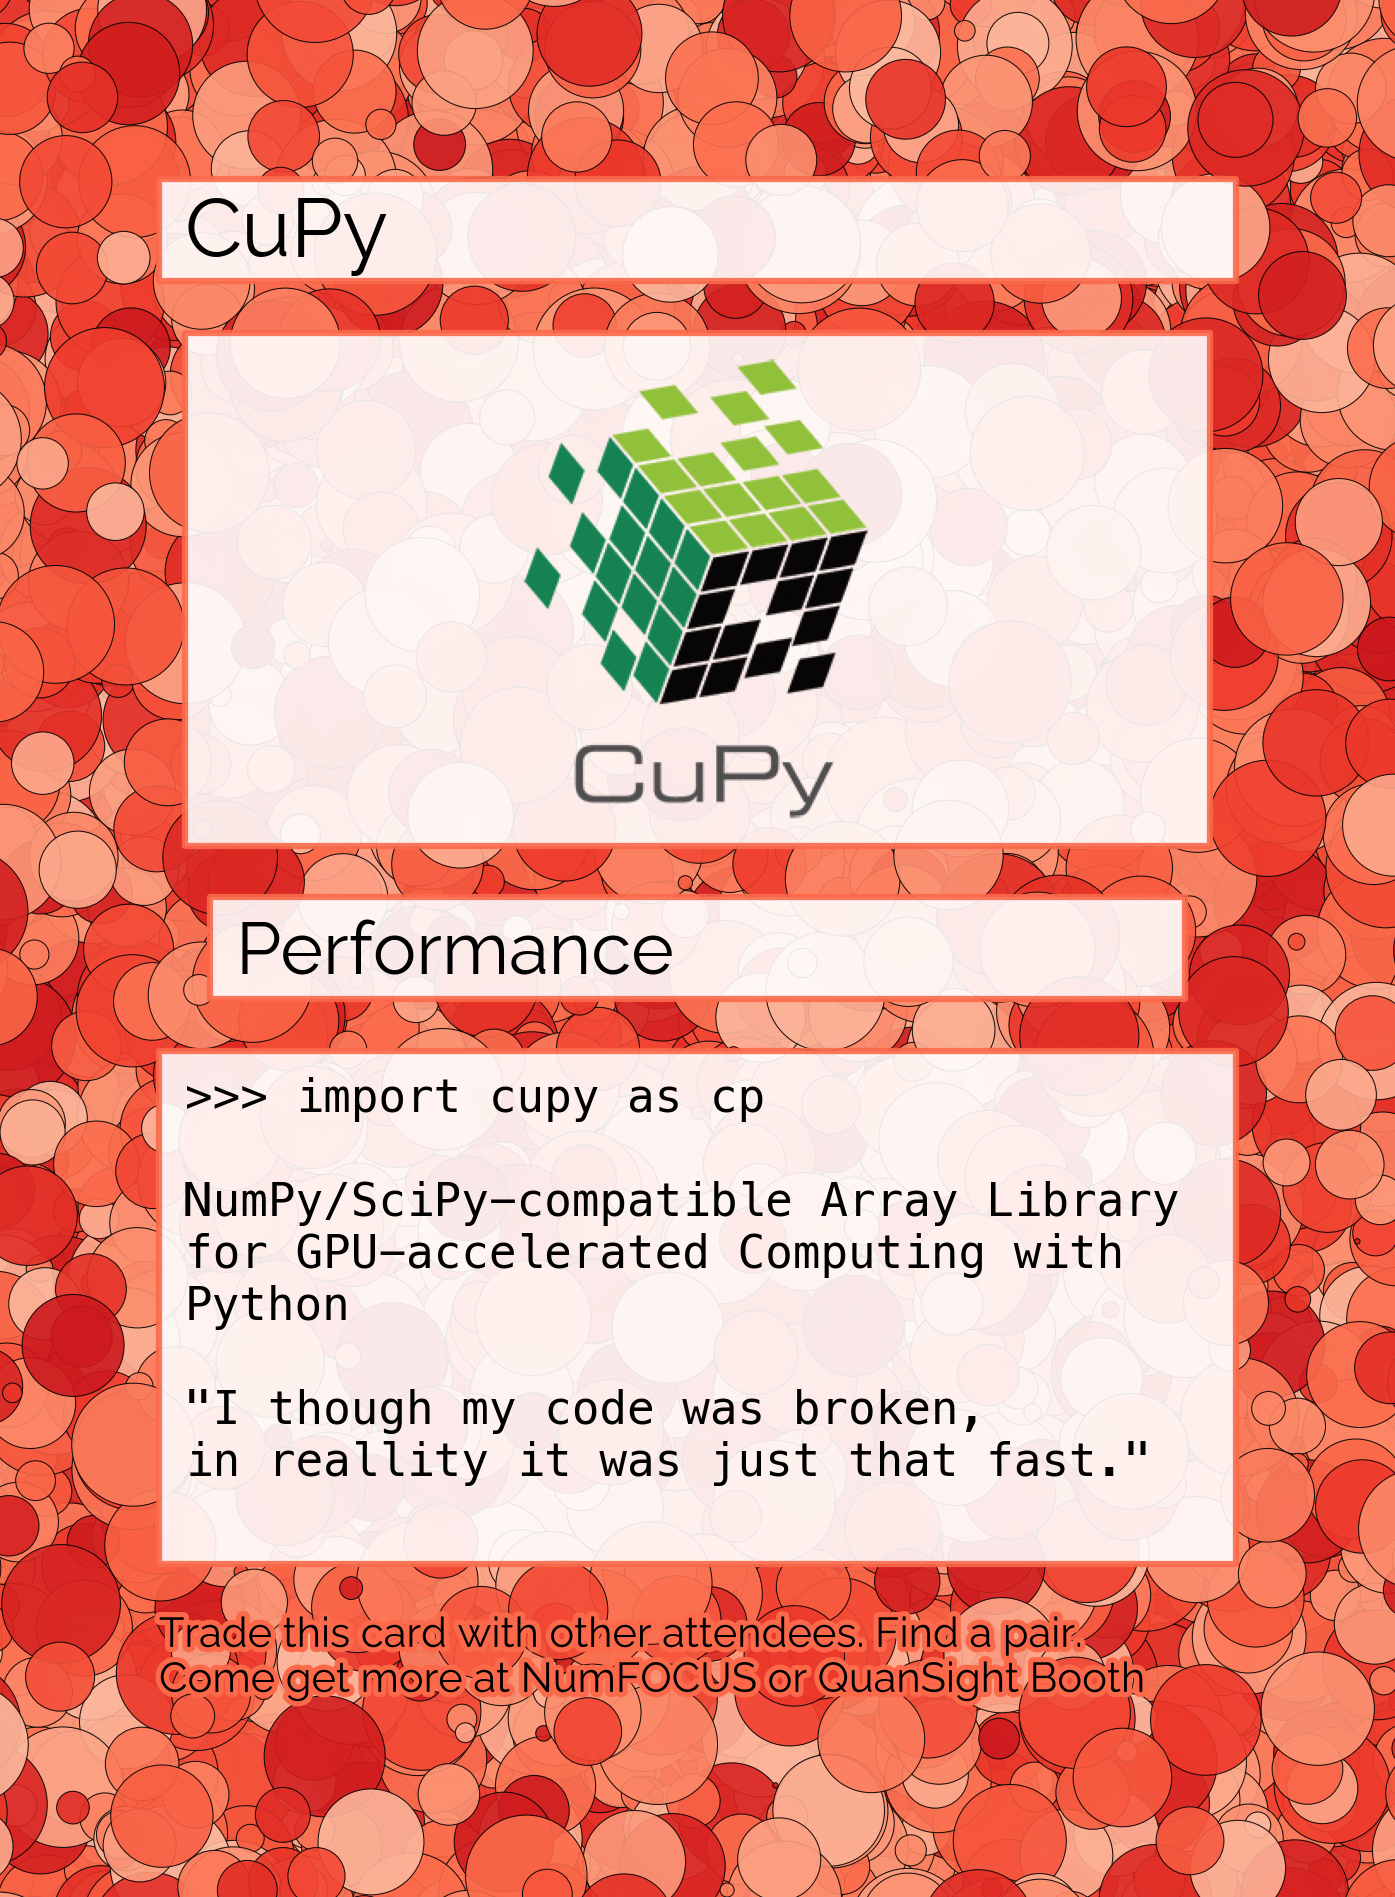 CuPy
CuPy
Performance
>>> import cupy as cp
NumPy/SciPy-compatible Array Library
for GPU-accelerated Computing with
Python
"I though my code was broken,
in reallity it was just that fast."
Trade this card with other attendees. Find a pair.
Come get more at NumFOCUS or QuanSight Booth